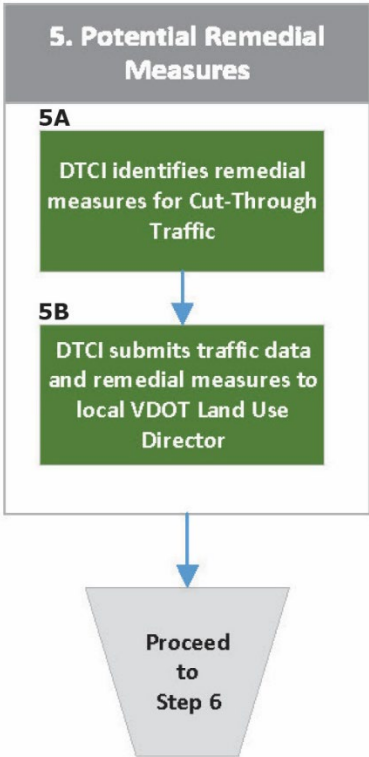 5. Potential Remedial
Measures
5A
DTCI identifies remedial
measures for Cut-Through
Traffic
5B
DTCI submits traffic data
and remedial measures to
local VDOT Land Use
Director
Proceed
to
Step 6